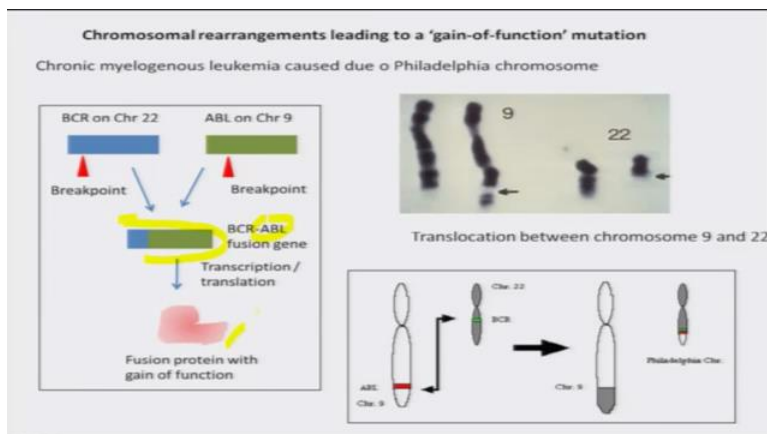 Chromosomal rearrangements leading to a 'gain-of-function' mutation
Chronic myelogenous leukemia caused due o Philadelphia chromosome
BCR on Chr 22
ABL on Chr 9
Breakpoint
Breakpoint
BCR-ABL
fusion gene
Transcription /
translation
Fusion protein with
gain of function
9
22
Translocation between chromosome 9 and 22
Chr. 22
BCR
ABL
Chr. 9
Chr. 9
Philadelphia Chr.